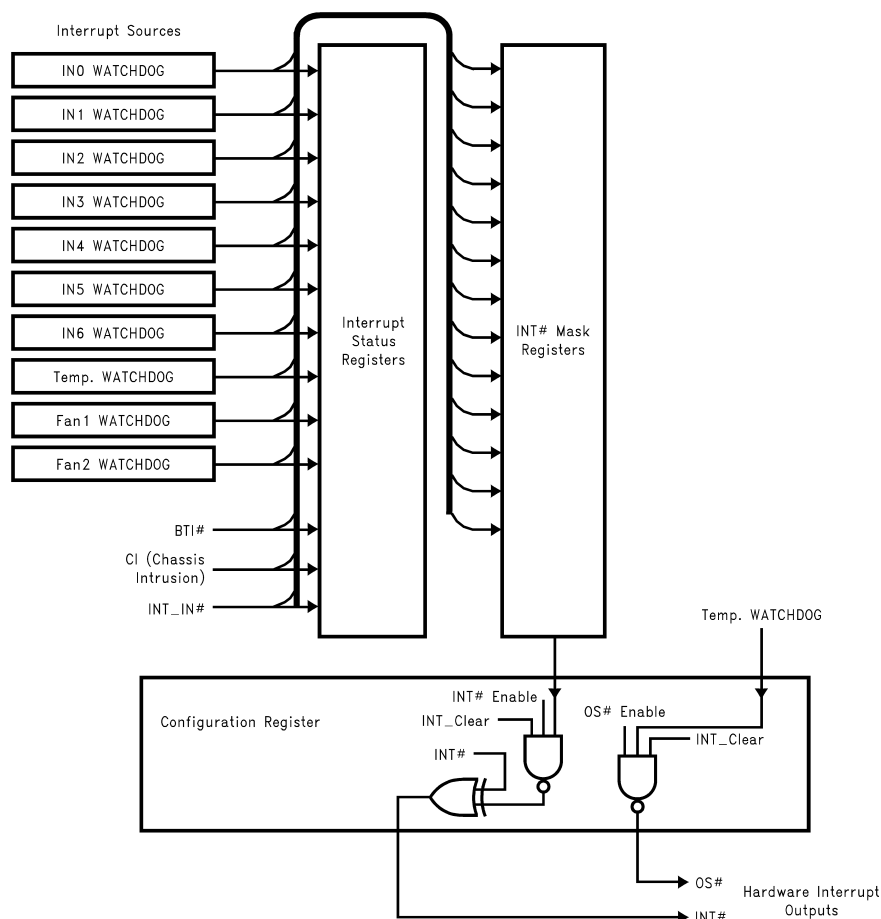 Interrupt Sources
IN0 WATCHDOG
IN1 WATCHDOG
IN2 WATCHDOG
IN3 WATCHDOG
IN4 WATCHDOG
IN5 WATCHDOG
IN6 WATCHDOG
Temp. WATCHDOG
Fan1 WATCHDOG
Fan2 WATCHDOG
BTI#
CI (Chassis
Intrusion)
INT_IN#
Interrupt
Status
Registers
INT# Mask
Registers
Temp. WATCHDOG
Configuration Register
INT# Enable
INT_Clear
INT#
OS# Enable
INT_Clear
OS#
INT#
Hardware Interrupt
Outputs